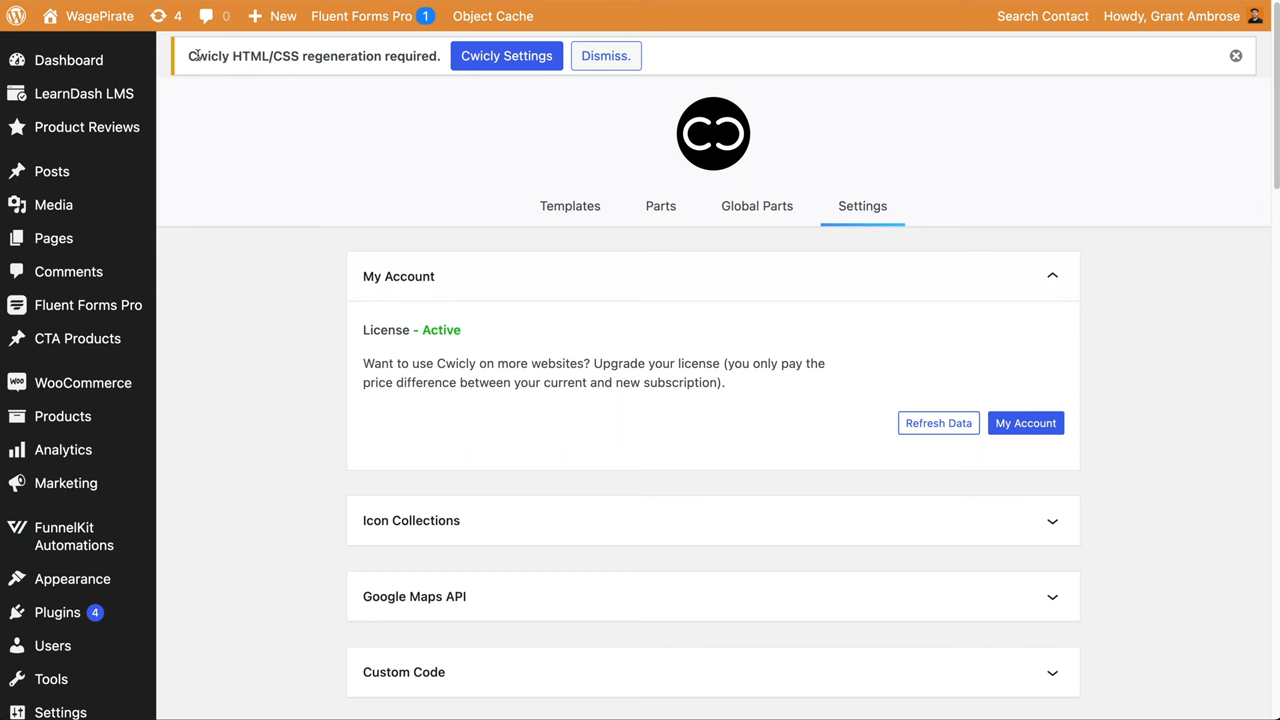 WagePirate 4 0 New Fluent Forms Pro 1 Object Cache Search Contact Howdy, Grant Ambrose
Cwicly HTML/CSS regeneration required. Cwicly Settings Dismiss.
Dashboard
LearnDash LMS
Product Reviews
Posts
Media
Pages
Comments
Fluent Forms Pro
CTA Products
WooCommerce
Products
Analytics
Marketing
FunnelKit
Automations
Appearance
Plugins 4
Users
Tools
Settings
Templates Parts Global Parts Settings
My Account
License - Active
Want to use Cwicly on more websites? Upgrade your license (you only pay the
price difference between your current and new subscription).
Refresh Data My Account
Icon Collections
Google Maps API
Custom Code